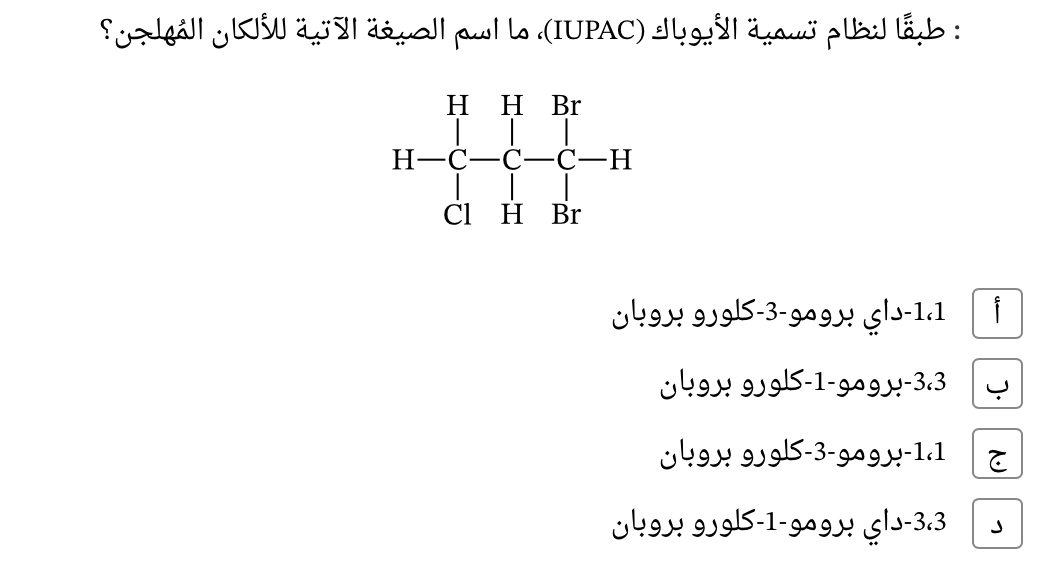 : طبقًا لنظام تسمية الأيوباك (IUPAC)، ما اسم الصيغة الآتية للألكان المُهلجن؟
H H Br
H—C—C—C—H
Cl H Br
أ 1،1-داي برومو-3-كلورو بروبان
ب 3،3-برومو-1-كلورو بروبان
ج 1،1-برومو-3-كلورو بروبان
د 3،3-داي برومو-1-كلورو بروبان